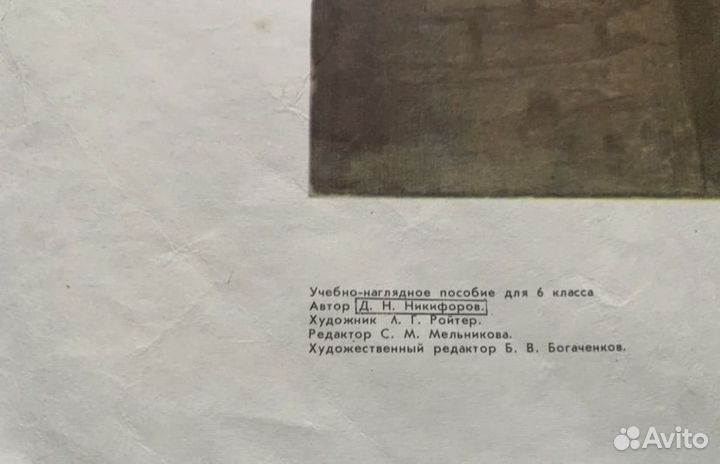 Учебно-наглядное пособие для 6 класса
Автор Д. Н. Никифоров.
Художник Л. Г. Ройтер.
Редактор С. М. Мельникова.
Художественный редактор Б. В. Богаченков.
Avito